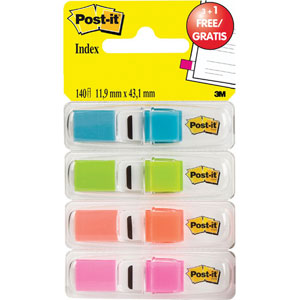 Post-it
Index
3+1
FREE/
GRATIS
140 11,9 mm x 43,1 mm
3M
Post-it
Post-it
Post-it
Post-it